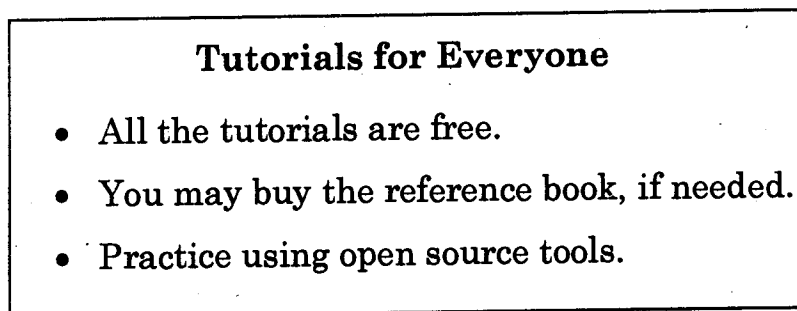 Tutorials for Everyone
• All the tutorials are free.
• You may buy the reference book, if needed.
• Practice using open source tools.